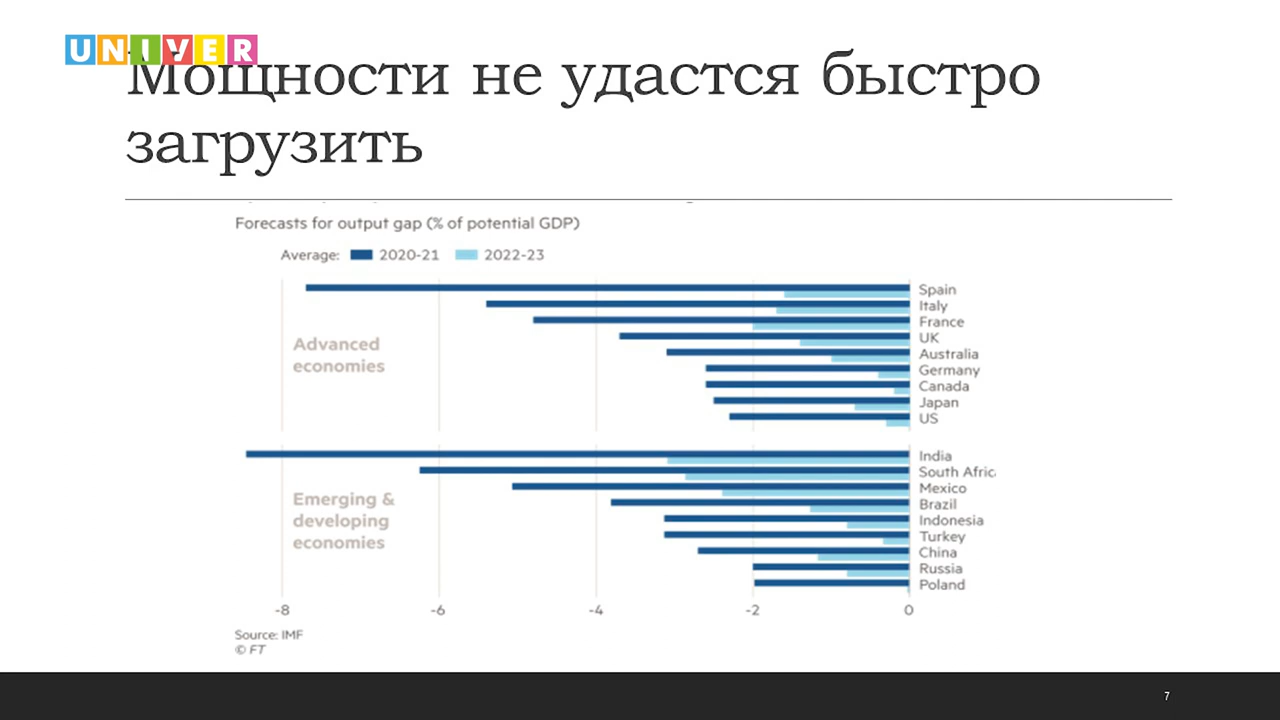 UNIVER
Мощности не удастся быстро
загрузить
Forecasts for output gap (% of potential GDP)
Average: 2020-21 2022-23
Advanced
economies
Spain
Italy
France
UK
Australia
Germany
Canada
Japan
US
Emerging &
developing
economies
India
South Afric
Mexico
Brazil
Indonesia
Turkey
China
Russia
Poland
-8 -6 -4 -2 0
Source: IMF
© FT
7